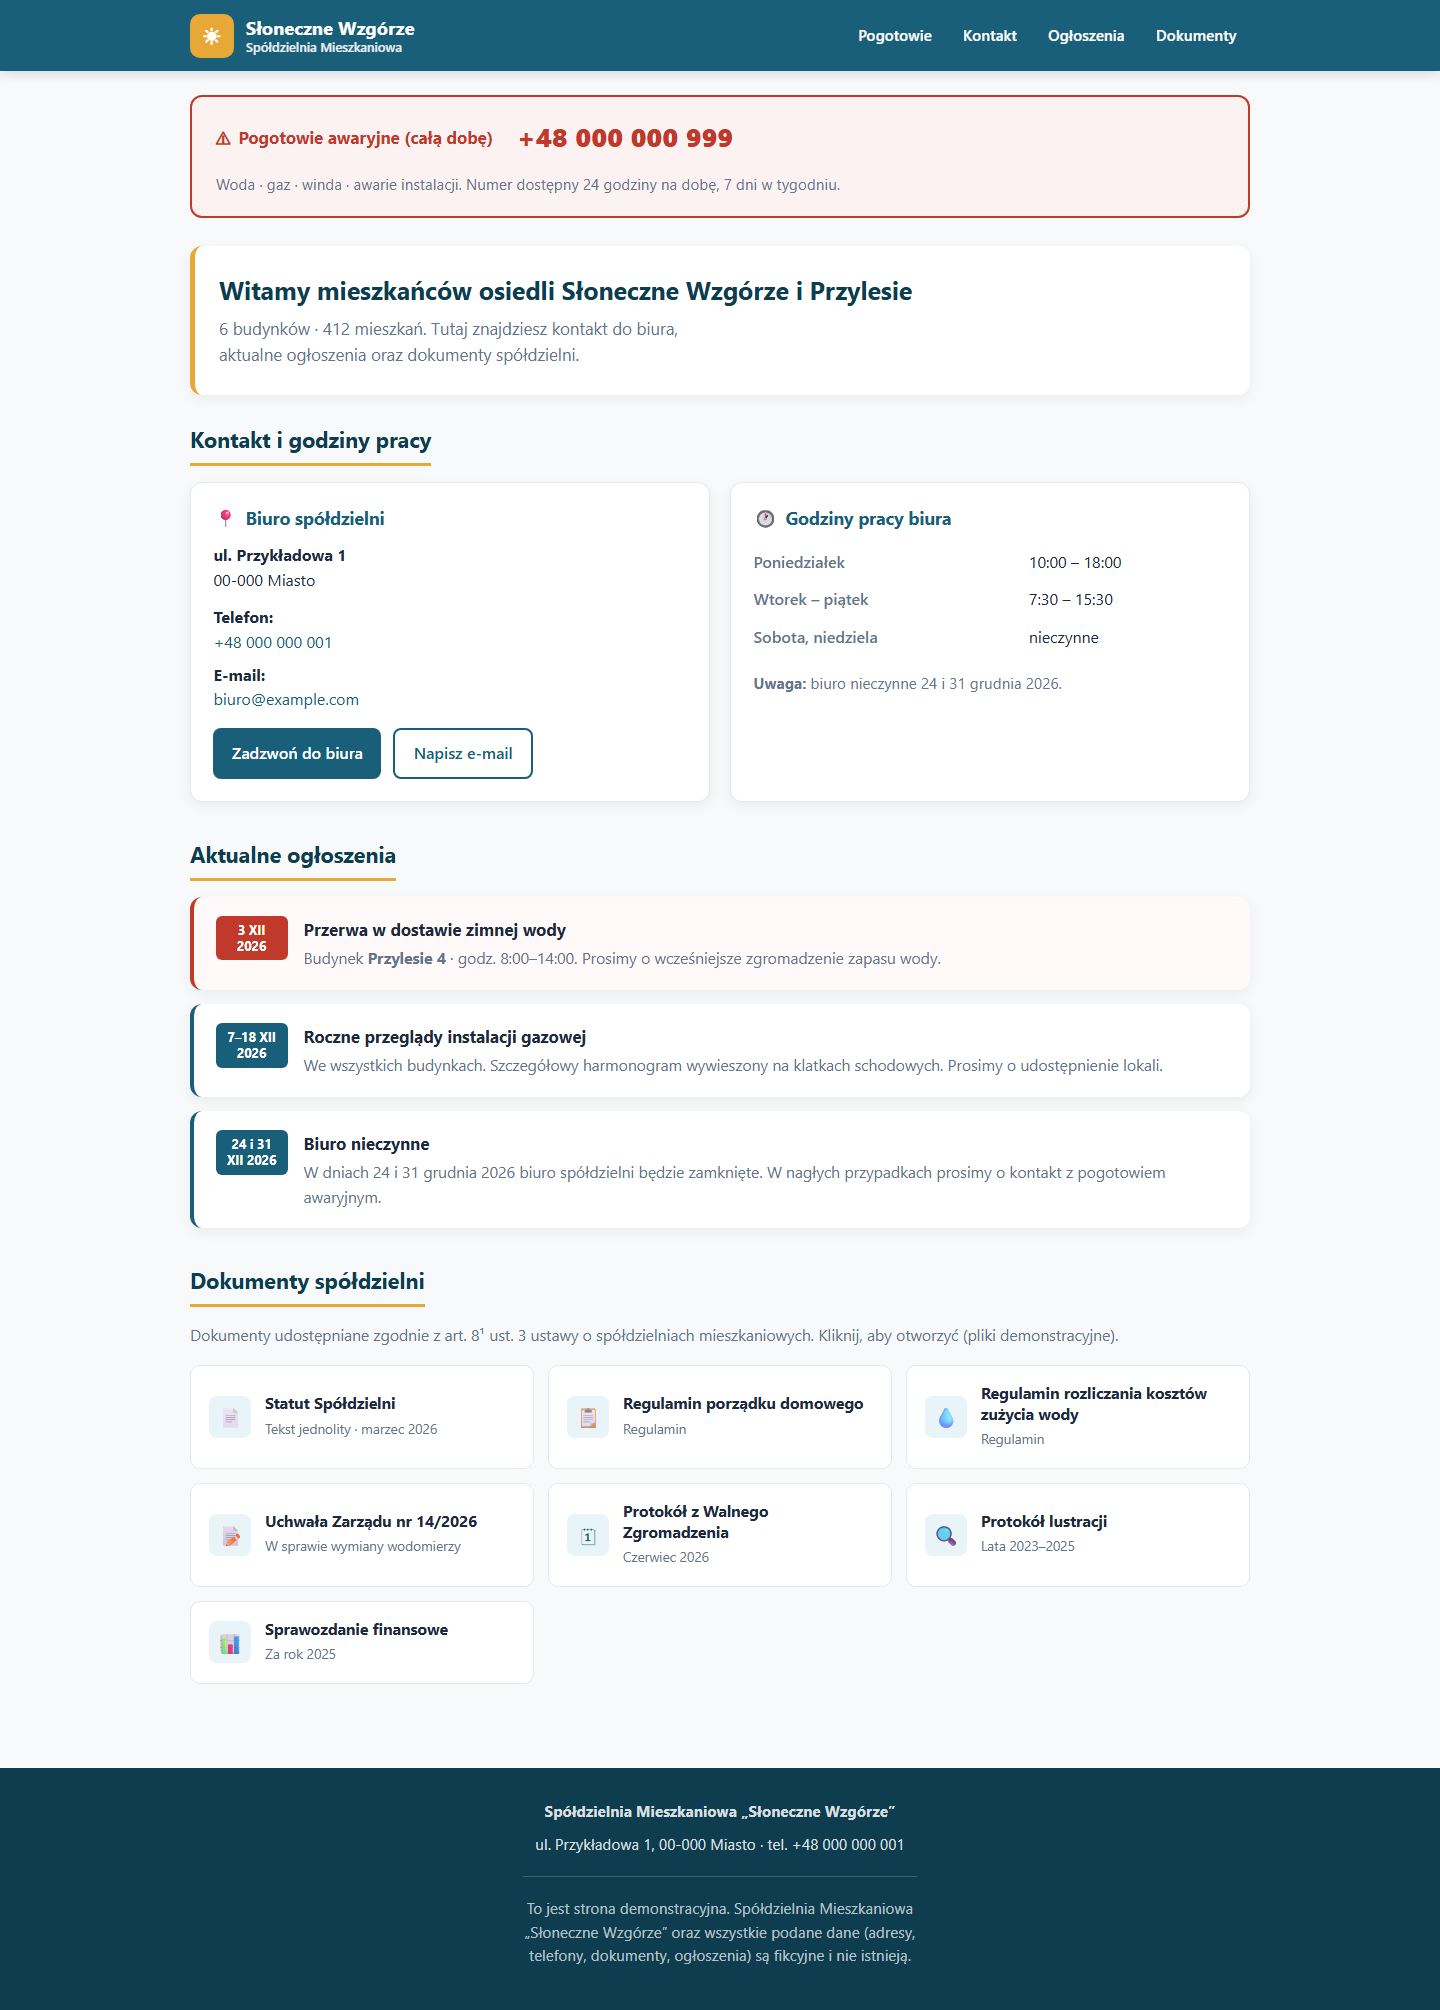 Słoneczne Wzgórze
Spółdzielnia Mieszkaniowa
Pogotowie
Kontakt
Ogłoszenia
Dokumenty
⚠ Pogotowie awaryjne (całą dobę)
+48 000 000 999
Woda · gaz · winda · awarie instalacji. Numer dostępny 24 godziny na dobę, 7 dni w tygodniu.
Witamy mieszkańców osiedli Słoneczne Wzgórze i Przylesie
6 budynków · 412 mieszkań. Tutaj znajdziesz kontakt do biura,
aktualne ogłoszenia oraz dokumenty spółdzielni.
Kontakt i godziny pracy
Biuro spółdzielni
ul. Przykładowa 1
00-000 Miasto
Telefon:
+48 000 000 001
E-mail:
biuro@example.com
Zadzwoń do biura
Napisz e-mail
Godziny pracy biura
Poniedziałek 10:00 – 18:00
Wtorek – piątek 7:30 – 15:30
Sobota, niedziela nieczynne
Uwaga: biuro nieczynne 24 i 31 grudnia 2026.
Aktualne ogłoszenia
3 XII
2026
Przerwa w dostawie zimnej wody
Budynek Przylesie 4 · godz. 8:00–14:00. Prosimy o wcześniejsze zgromadzenie zapasu wody.
7–18 XII
2026
Roczne przeglądy instalacji gazowej
We wszystkich budynkach. Szczegółowy harmonogram wywieszony na klatkach schodowych. Prosimy o udostępnienie lokali.
24 i 31
XII 2026
Biuro nieczynne
W dniach 24 i 31 grudnia 2026 biuro spółdzielni będzie zamknięte. W nagłych przypadkach prosimy o kontakt z pogotowiem
awaryjnym.
Dokumenty spółdzielni
Dokumenty udostępniane zgodnie z art. 8¹ ust. 3 ustawy o spółdzielniach mieszkaniowych. Kliknij, aby otworzyć (pliki demonstracyjne).
Statut Spółdzielni
Tekst jednolity · marzec 2026
Regulamin porządku domowego
Regulamin
Regulamin rozliczania kosztów
zużycia wody
Regulamin
Uchwała Zarządu nr 14/2026
W sprawie wymiany wodomierzy
1
Protokół z Walnego
Zgromadzenia
Czerwiec 2026
Protokół lustracji
Lata 2023–2025
Sprawozdanie finansowe
Za rok 2025
Spółdzielnia Mieszkaniowa „Słoneczne Wzgórze”
ul. Przykładowa 1, 00-000 Miasto · tel. +48 000 000 001
To jest strona demonstracyjna. Spółdzielnia Mieszkaniowa
„Słoneczne Wzgórze” oraz wszystkie podane dane (adresy,
telefony, dokumenty, ogłoszenia) są fikcyjne i nie istnieją.